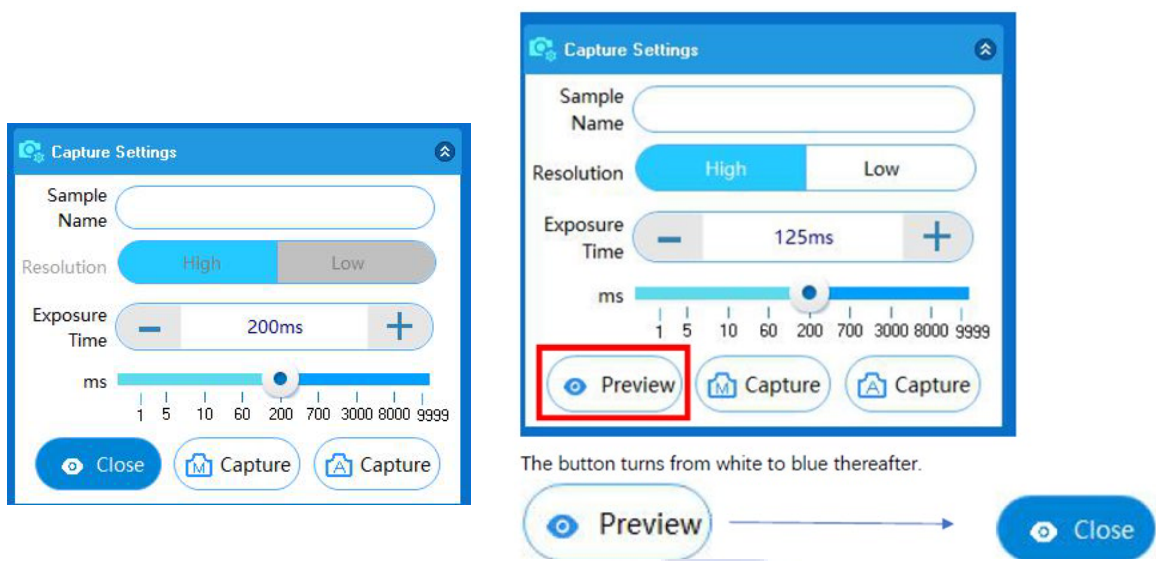 Capture Settings
Sample
Name
Resolution High Low
Exposure
Time
200ms
ms
1 5 10 60 200 700 3000 8000 9999
Close M Capture A Capture
Capture Settings
Sample
Name
Resolution High Low
Exposure
Time
125ms
ms
1 5 10 60 200 700 3000 8000 9999
Preview M Capture A Capture
The button turns from white to blue thereafter.
Preview Close